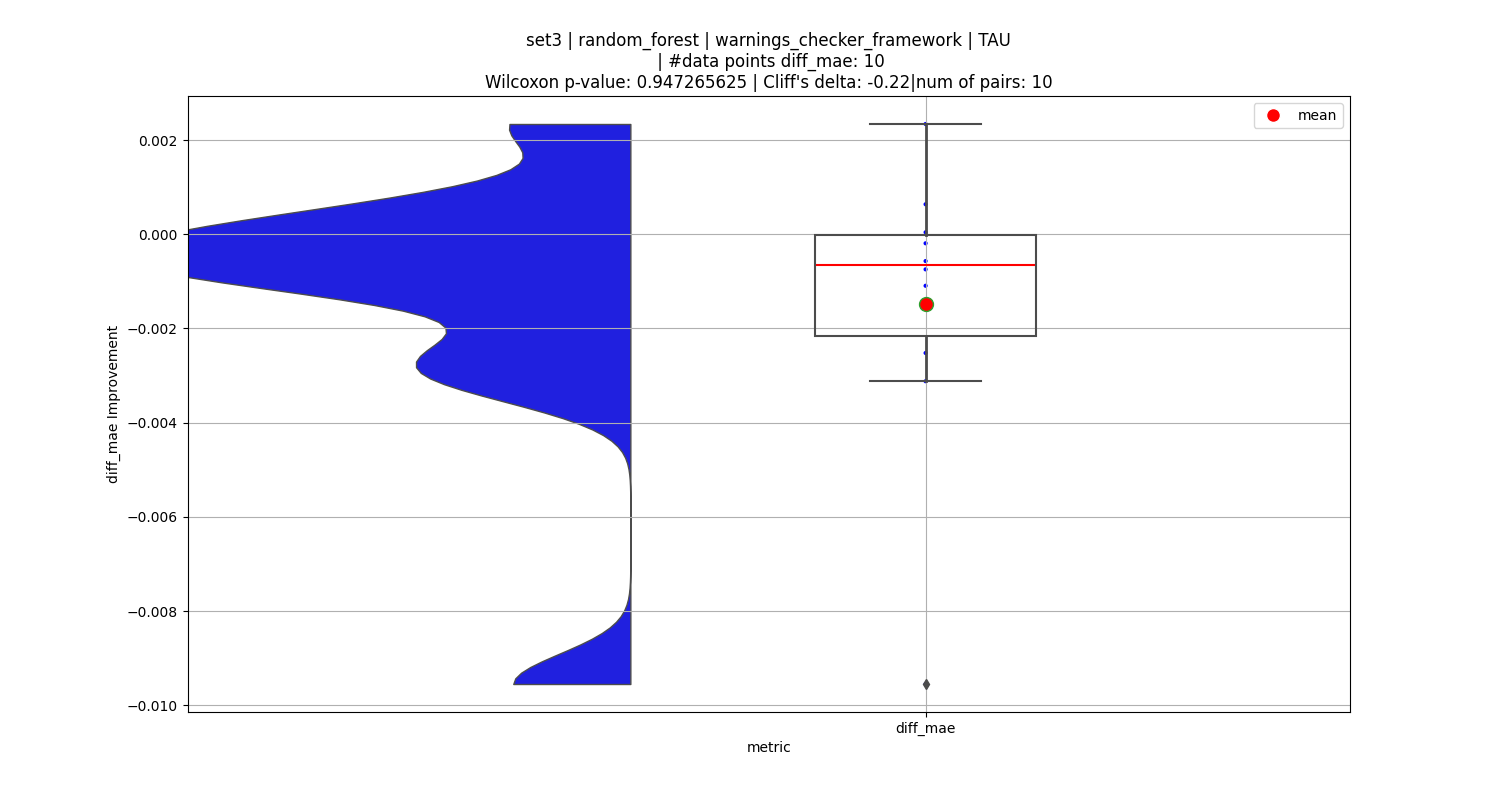 set3 | random_forest | warnings_checker_framework | TAU
| #data points diff_mae: 10
Wilcoxon p-value: 0.947265625 | Cliff's delta: -0.22|num of pairs: 10
mean
0.002
0.000
−0.002
−0.004
−0.006
−0.008
−0.010
diff_mae Improvement
diff_mae
metric